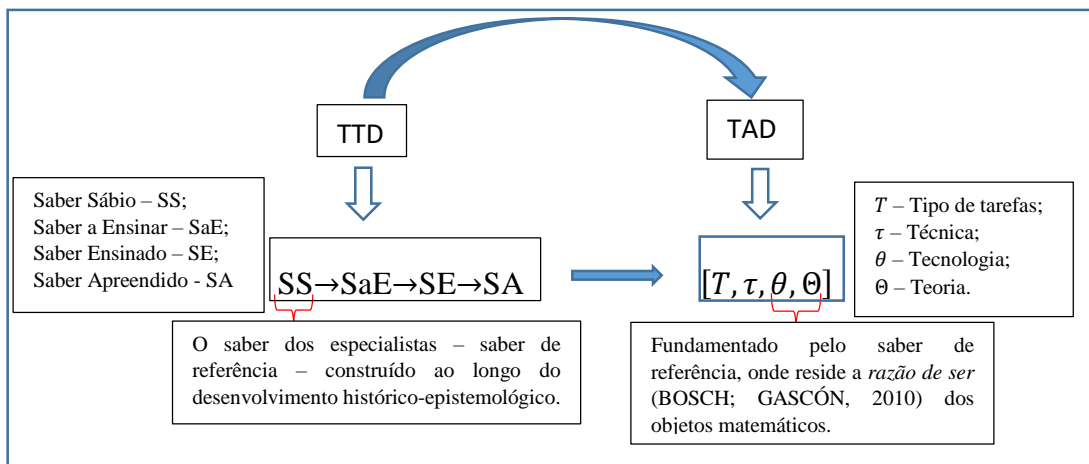 TTD
TAD
Saber Sábio – SS;
Saber a Ensinar – SaE;
Saber Ensinado – SE;
Saber Apreendido - SA
SS→SaE→SE→SA
[T, τ, θ, Θ]
T – Tipo de tarefas;
τ – Técnica;
θ – Tecnologia;
Θ – Teoria.
O saber dos especialistas – saber de
referência – construído ao longo do
desenvolvimento histórico-epistemológico.
Fundamentado pelo saber de
referência, onde reside a razão de ser
(BOSCH; GASCÓN, 2010) dos
objetos matemáticos.